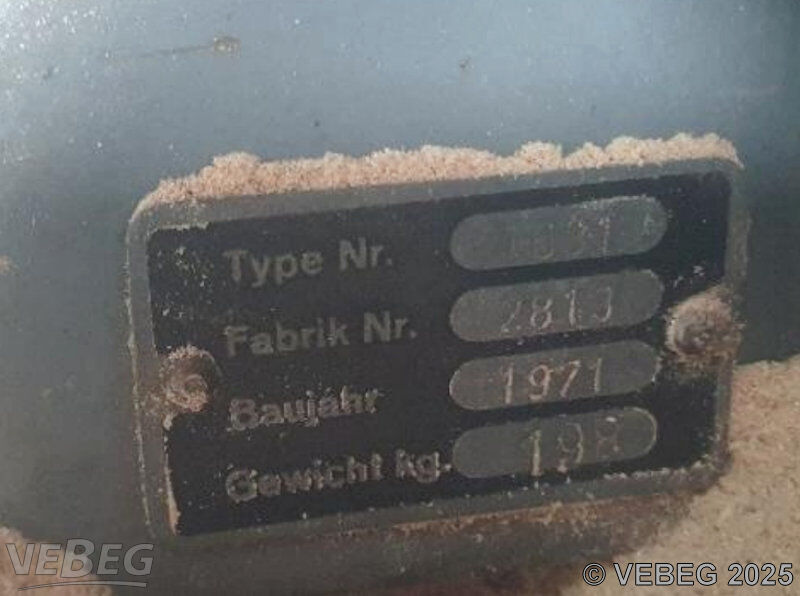 Type Nr.
Fabrik Nr. 2813
Baujahr 1971
Gewicht kg. 198
VEBEG
© VEBEG 2025